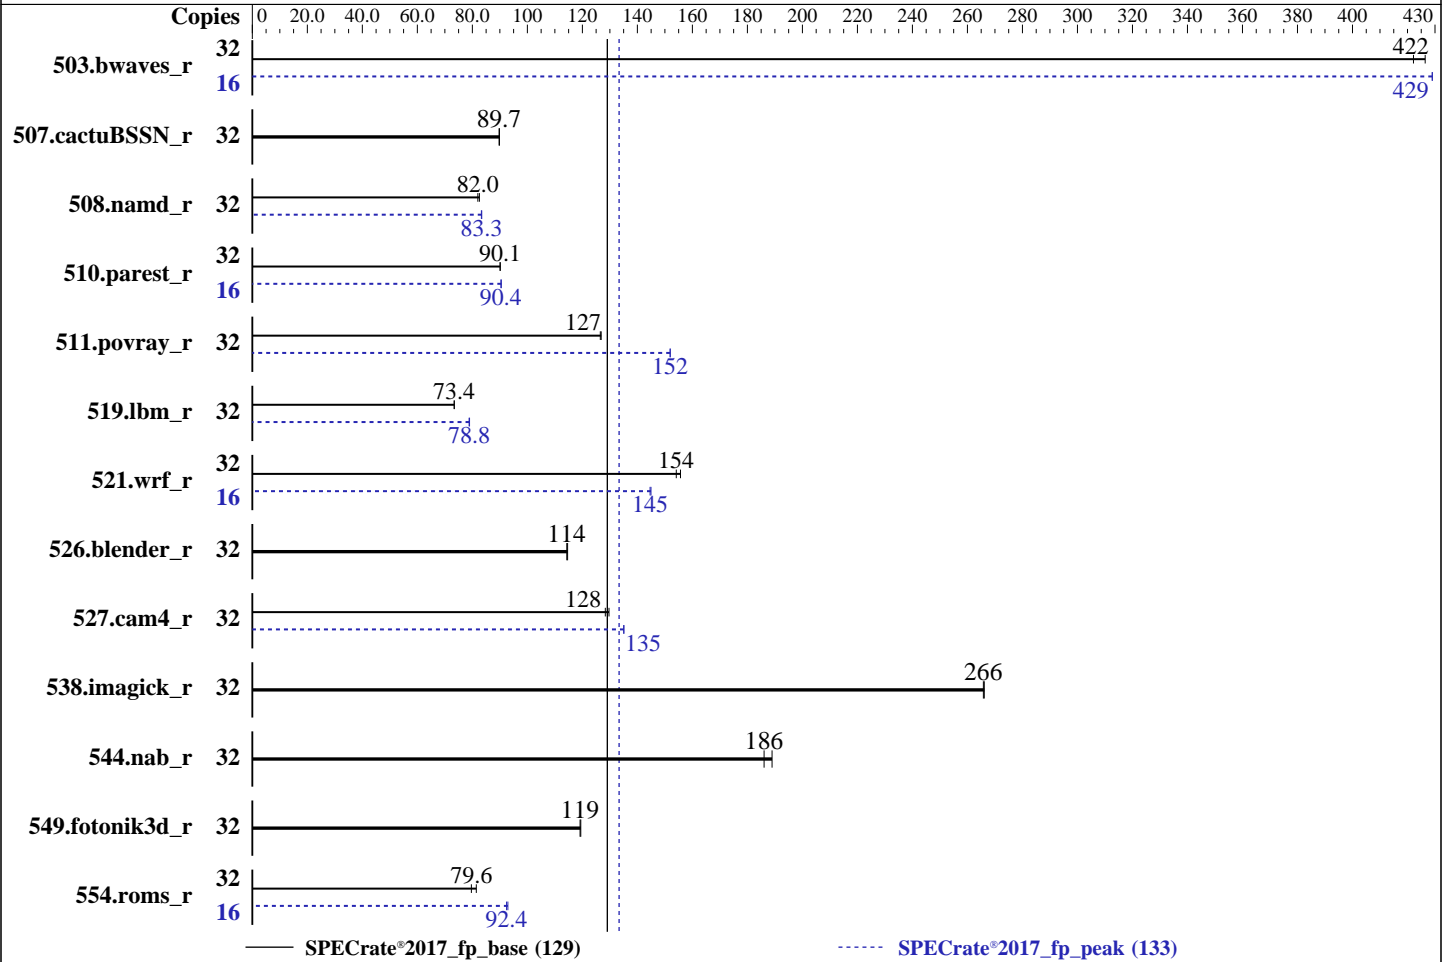 Copies 0 20.0 40.0 60.0 80.0 100 120 140 160 180 200 220 240 260 280 300 320 340 360 380 400 430
503.bwaves_r 32 422
16 429
507.cactuBSSN_r 32 89.7
508.namd_r 32 82.0
83.3
510.parest_r 32 90.1
16 90.4
511.povray_r 32 127
152
519.lbm_r 32 73.4
78.8
521.wrf_r 32 154
16 145
526.blender_r 32 114
527.cam4_r 32 128
135
538.imagick_r 32 266
544.nab_r 32 186
549.fotonik3d_r 32 119
554.roms_r 32 79.6
16 92.4
SPECrate®2017_fp_base (129) SPECrate®2017_fp_peak (133)